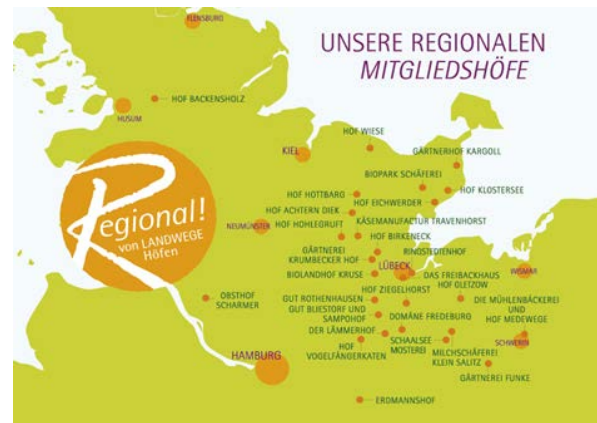 FLENSBURG
UNSERE REGIONALEN
MITGLIEDSHÖFE
HOF BACKENSHOLZ
HUSUM
HOF WIESE
KIEL
GÄRTNERHOF KARGOLL
BIOPARK SCHÄFEREI
HOF KLOSTERSEE
HOF HOTTBARG
HOF EICHWERDER
HOF ACHTERN DIEK
KÄSEMANUFACTUR TRAVENHORST
HOF HOHLEGRUFT
NEUMÜNSTER
HOF BIRKENECK
Regional!
von LANDWEGE
Höfen
GÄRTNEREI
KRUMBECKER HOF
RINGSTEDTENHOF
LÜBECK
BIOLANDHOF KRUSE
DAS FREIBACKHAUS
WISMAR
HOF GLETZOW
HOF ZIEGELHORST
OBSTHOF
SCHARMER
GUT ROTHENHAUSEN
GUT BLIESTORF UND
SAMPOHOF
DOMÄNE FREDEBURG
DIE MÜHLENBÄCKEREI
UND
HOF MEDEWEGE
DER LÄMMERHOF
HOF
VOGELFÄNGERKATEN
SCHAALSEE
MOSTEREI
MILCHSCHÄFEREI
KLEIN SALITZ
SCHWERIN
HAMBURG
GÄRTNEREI FUNKE
ERDMANNSHOF